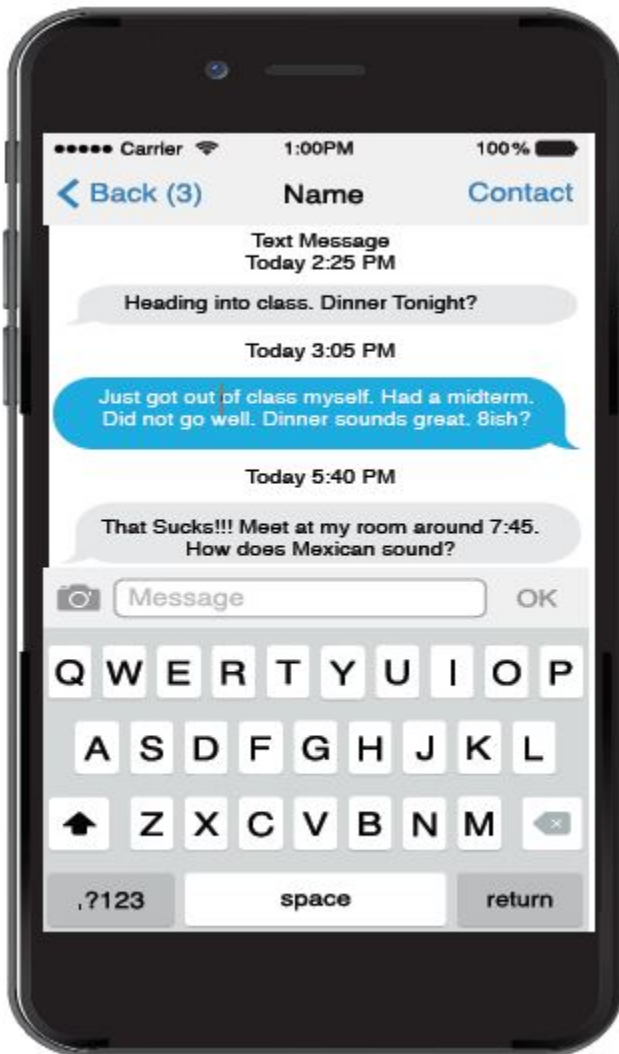 Carrier 1:00PM 100%
Back (3) Name Contact
Text Message
Today 2:25 PM
Heading into class. Dinner Tonight?
Today 3:05 PM
Just got out of class myself. Had a midterm.
Did not go well. Dinner sounds great. 8ish?
Today 5:40 PM
That Sucks!!! Meet at my room around 7:45.
How does Mexican sound?
Message OK
Q W E R T Y U I O P
A S D F G H J K L
Z X C V B N M
.?123 space return